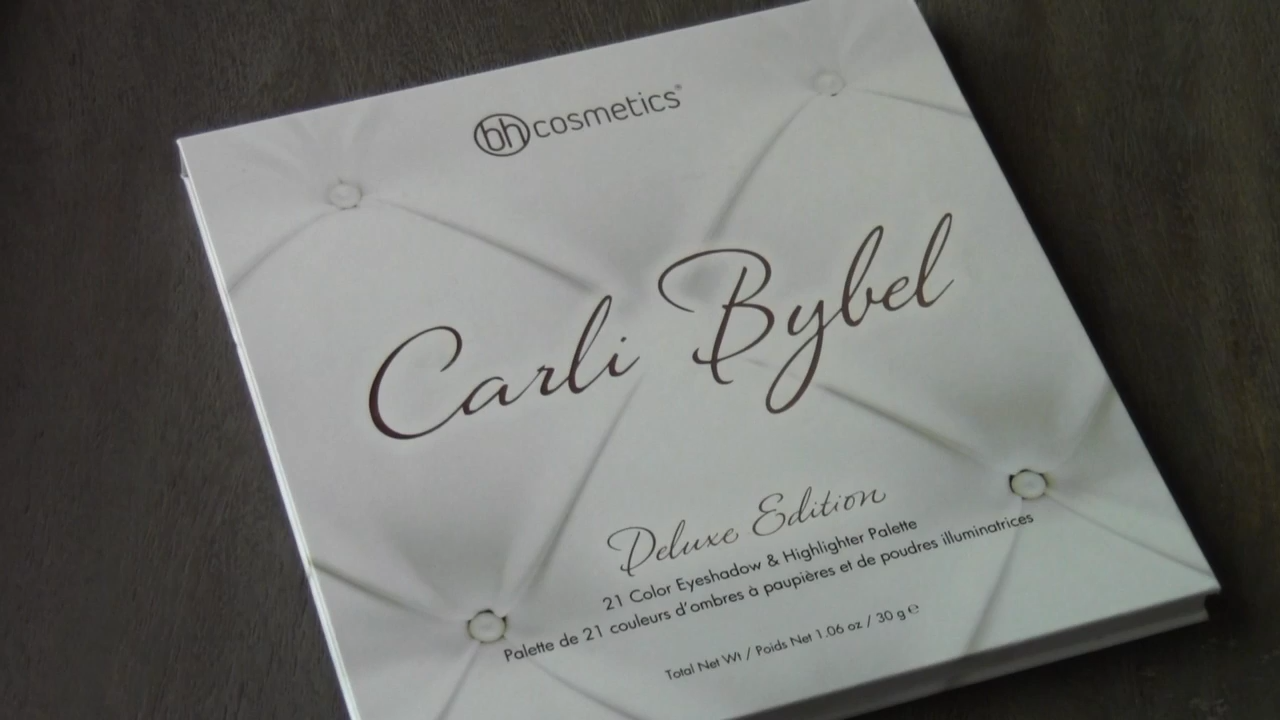 bh cosmetics®
Carli Bybel
Deluxe Edition
21 Color Eyeshadow & Highlighter Palette
Palette de 21 couleurs d'ombres à paupières et de poudres illuminatrices
Total Net Wt / Poids Net 1.06 oz / 30 g ℮